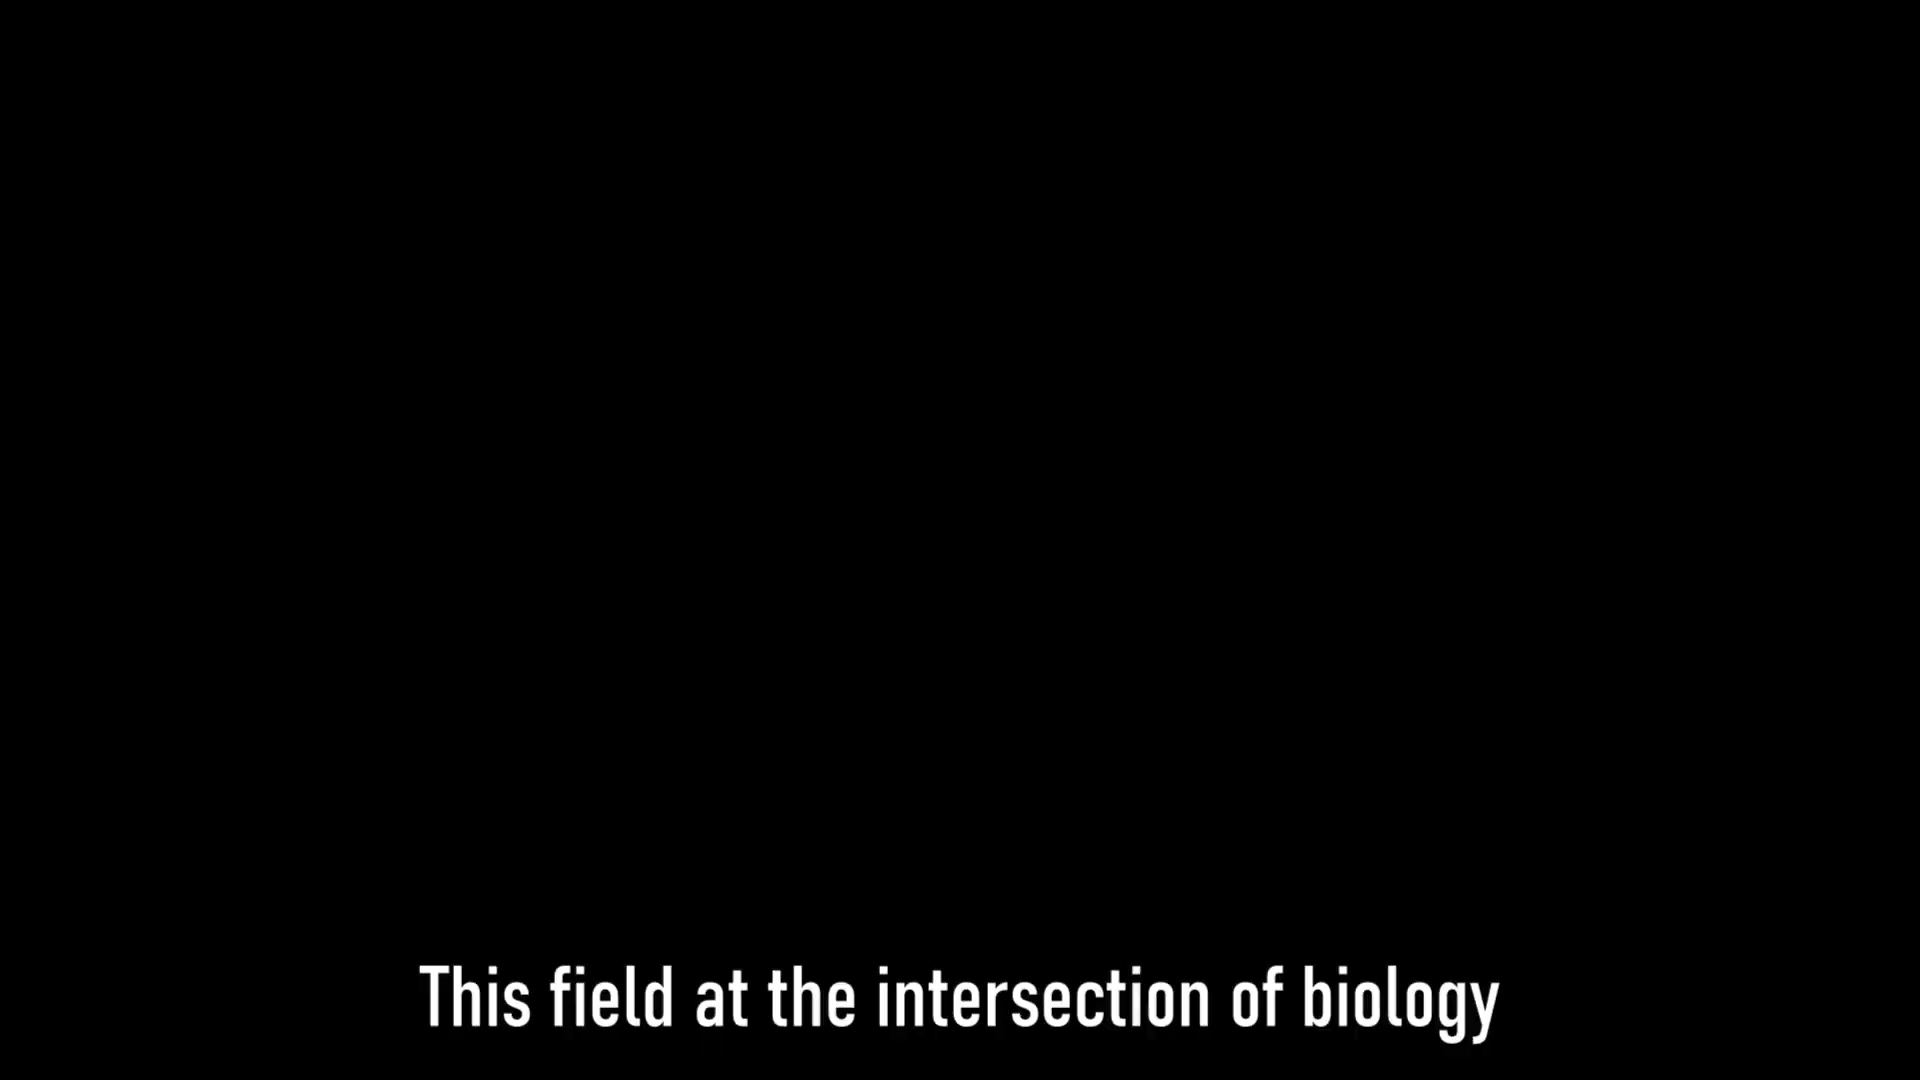 This field at the intersection of biology